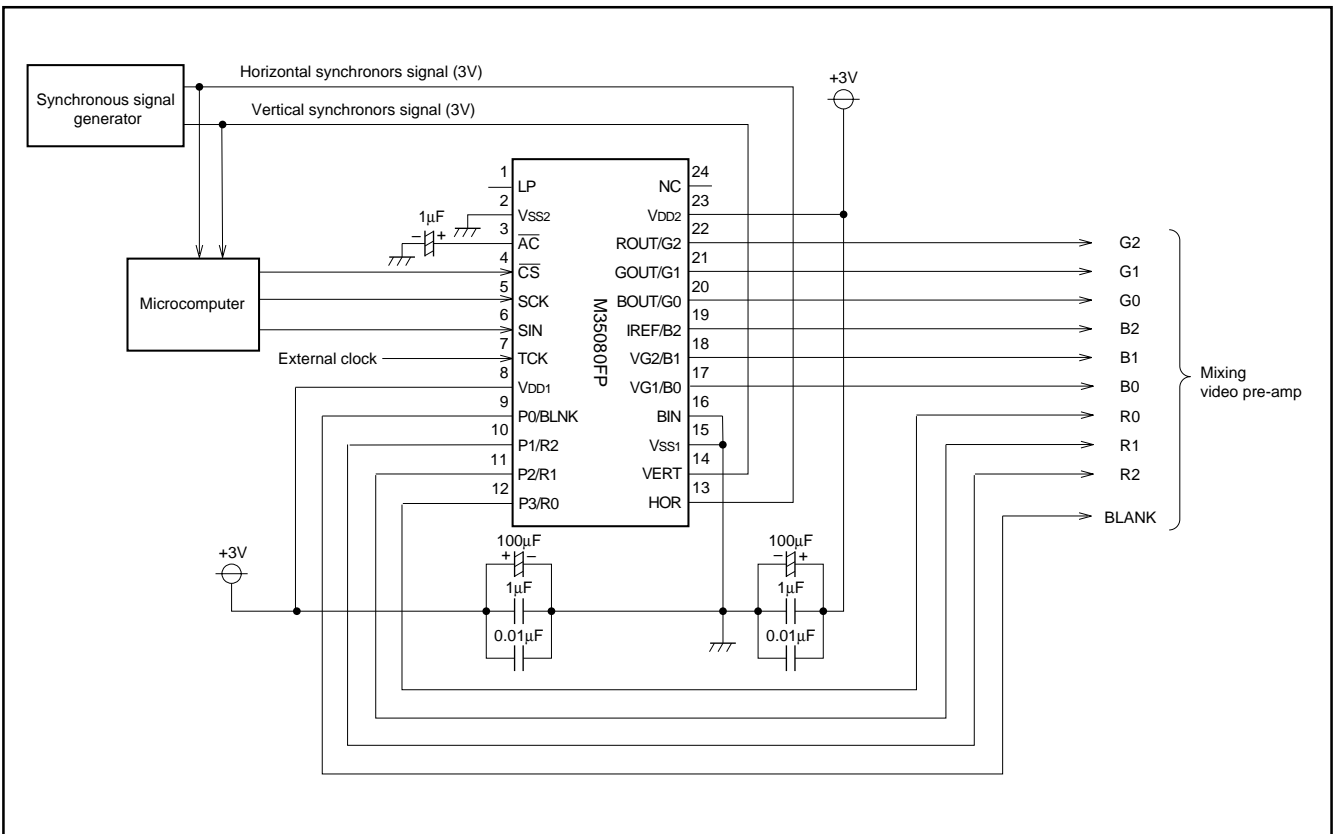 Horizontal synchronors signal (3V)
Synchronous signal
generator
Vertical synchronors signal (3V)
+3V
Microcomputer
External clock
1µF
− +
1
LP
2
VSS2
3
AC
4
CS
5
SCK
6
SIN
7
TCK
8
VDD1
9
P0/BLNK
10
P1/R2
11
P2/R1
12
P3/R0
M35080FP
24
NC
23
VDD2
22
ROUT/G2
21
GOUT/G1
20
BOUT/G0
19
IREF/B2
18
VG2/B1
17
VG1/B0
16
BIN
15
VSS1
14
VERT
13
HOR
G2
G1
G0
B2
B1
B0
R0
R1
R2
BLANK
Mixing
video pre-amp
+3V
100µF
+ −
1µF
0.01µF
100µF
− +
1µF
0.01µF